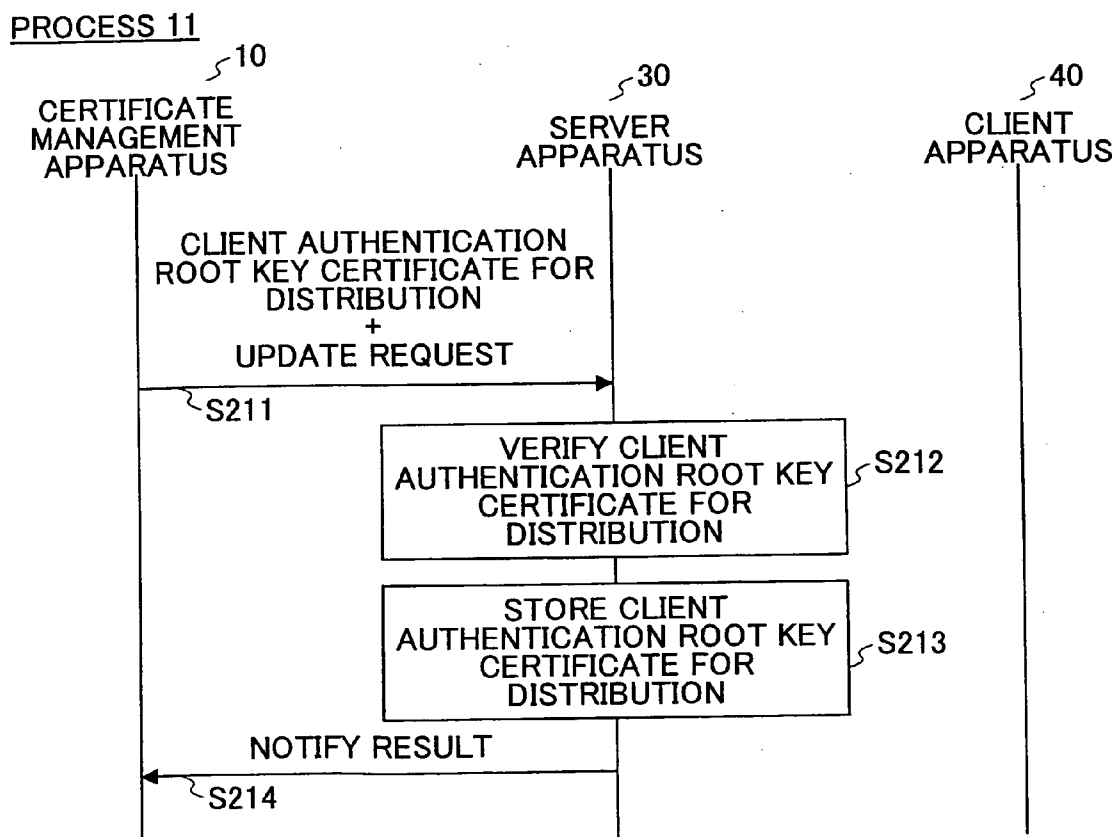 PROCESS 11
10
CERTIFICATE
MANAGEMENT
APPARATUS
30
SERVER
APPARATUS
40
CLIENT
APPARATUS
CLIENT AUTHENTICATION
ROOT KEY CERTIFICATE FOR
DISTRIBUTION
+
UPDATE REQUEST
S211
VERIFY CLIENT
AUTHENTICATION ROOT KEY
CERTIFICATE FOR
DISTRIBUTION
S212
STORE CLIENT
AUTHENTICATION ROOT KEY
CERTIFICATE FOR
DISTRIBUTION
S213
NOTIFY RESULT
S214